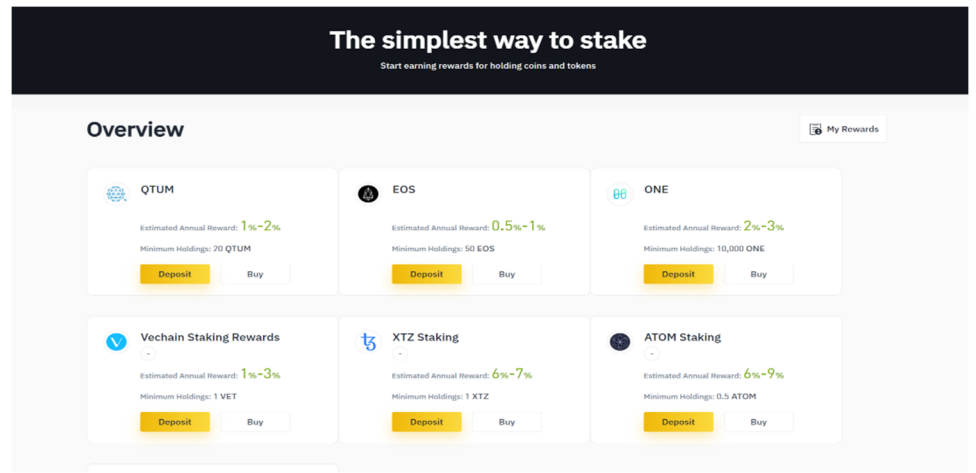 The simplest way to stake
Start earning rewards for holding coins and tokens
Overview
My Rewards
QTUM
Estimated Annual Reward: 1%-2%
Minimum Holdings: 20 QTUM
Deposit
Buy
EOS
Estimated Annual Reward: 0.5%-1%
Minimum Holdings: 50 EOS
Deposit
Buy
ONE
Estimated Annual Reward: 2%-3%
Minimum Holdings: 10,000 ONE
Deposit
Buy
Vechain Staking Rewards
-
Estimated Annual Reward: 1%-3%
Minimum Holdings: 1 VET
Deposit
Buy
XTZ Staking
-
Estimated Annual Reward: 6%-7%
Minimum Holdings: 1 XTZ
Deposit
Buy
ATOM Staking
-
Estimated Annual Reward: 6%-9%
Minimum Holdings: 0.5 ATOM
Deposit
Buy